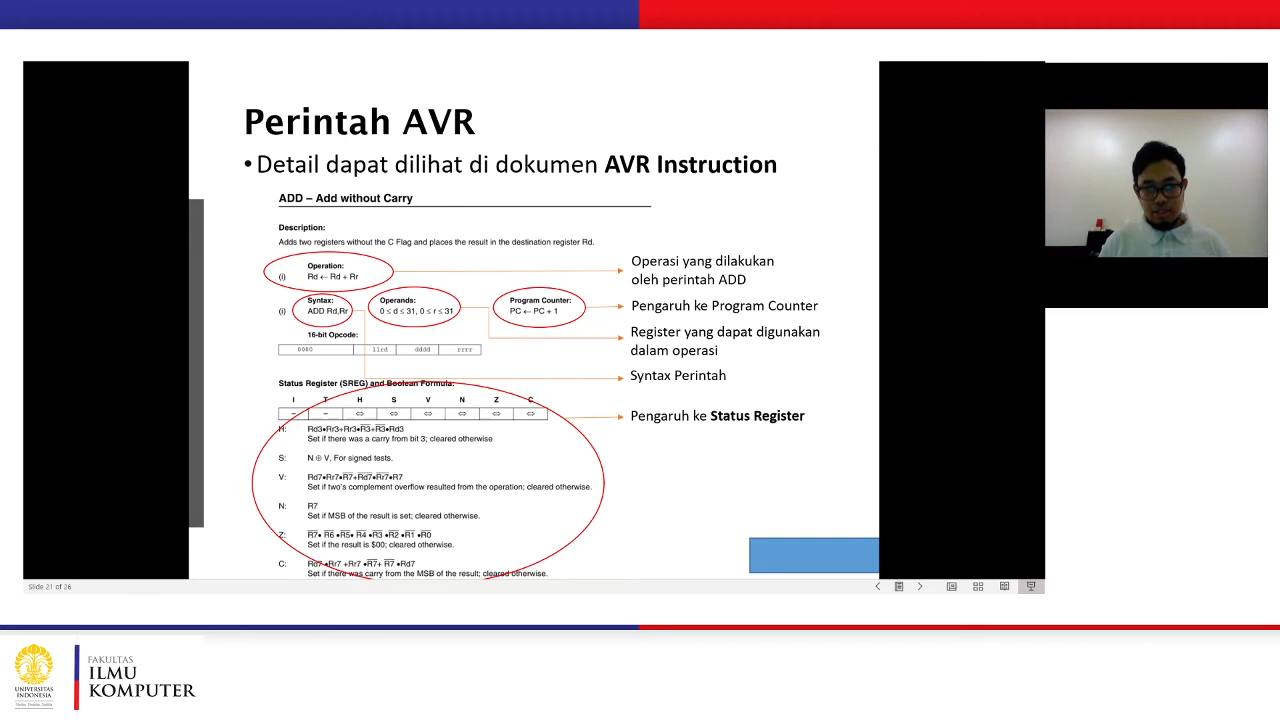 Perintah AVR
• Detail dapat dilihat di dokumen AVR Instruction
ADD – Add without Carry
Description:
Adds two registers without the C Flag and places the result in the destination register Rd.
Operation:
(i) Rd ← Rd + Rr
Syntax: Operands: Program Counter:
(i) ADD Rd,Rr 0 ≤ d ≤ 31, 0 ≤ r ≤ 31 PC ← PC + 1
16-bit Opcode:
0000 11rd dddd rrrr
Status Register (SREG) and Boolean Formula:
I T H S V N Z C
– – ⇔ ⇔ ⇔ ⇔ ⇔ ⇔
H: Rd3•Rr3+Rr3•R̅3̅+R̅3̅•Rd3
Set if there was a carry from bit 3; cleared otherwise
S: N ⊕ V, For signed tests.
V: Rd7•Rr7•R̅7̅+R̅d̅7̅•R̅r̅7̅•R7
Set if two's complement overflow resulted from the operation; cleared otherwise.
N: R7
Set if MSB of the result is set; cleared otherwise.
Z: R̅7̅• R̅6̅ •R̅5̅• R̅4̅ •R̅3̅ •R̅2̅ •R̅1̅ •R̅0̅
Set if the result is $00; cleared otherwise.
C: Rd7 •Rr7 +Rr7 •R̅7̅+ R̅7̅ •Rd7
Set if there was carry from the MSB of the result; cleared otherwise.
Operasi yang dilakukan
oleh perintah ADD
Pengaruh ke Program Counter
Register yang dapat digunakan
dalam operasi
Syntax Perintah
Pengaruh ke Status Register
Slide 21 of 26
UNIVERSITAS
INDONESIA
FAKULTAS
ILMU
KOMPUTER